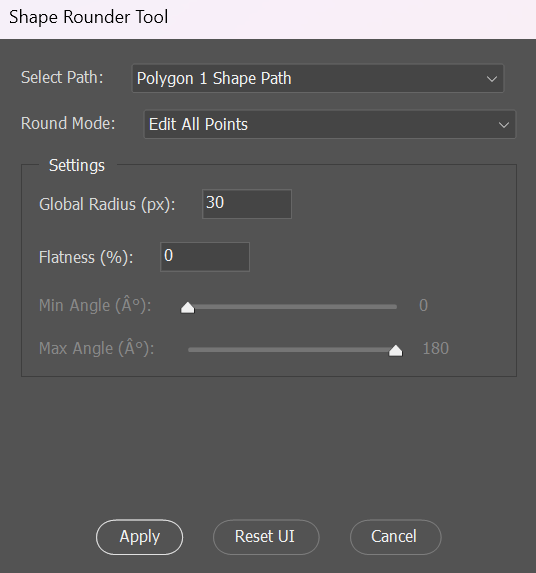 Shape Rounder Tool
Select Path: Polygon 1 Shape Path
Round Mode: Edit All Points
Settings
Global Radius (px): 30
Flatness (%): 0
Min Angle (Â°): 0
Max Angle (Â°): 180
Apply Reset UI Cancel